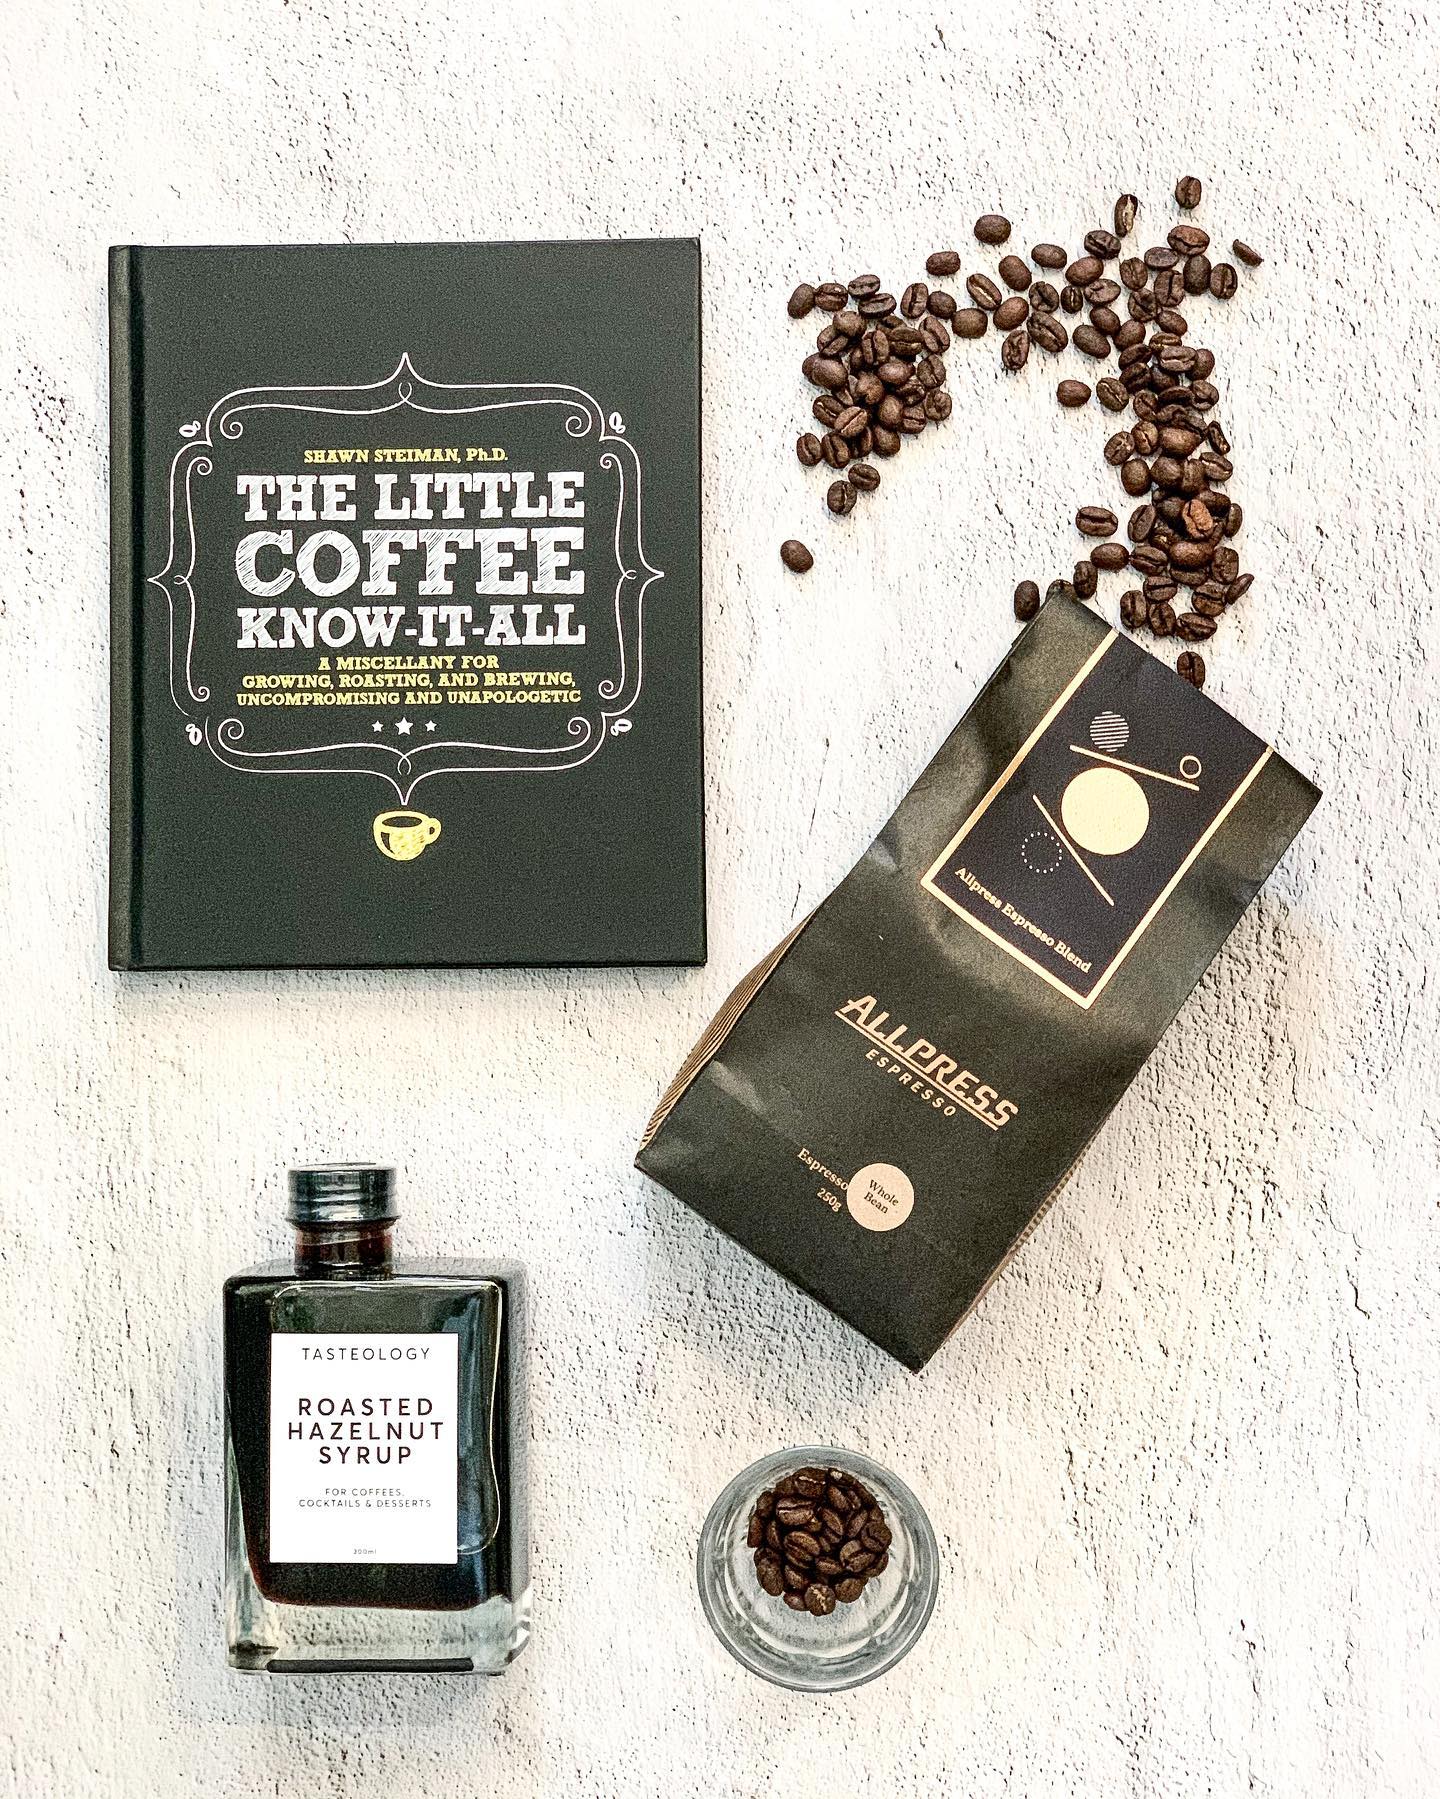 SHAWN STEIMAN, Ph.D.
THE LITTLE
COFFEE
KNOW-IT-ALL
A MISCELLANY FOR
GROWING, ROASTING, AND BREWING,
UNCOMPROMISING AND UNAPOLOGETIC
Allpress Espresso Blend
ALLPRESS
ESPRESSO
Espresso
250g
Whole
Bean
TASTEOLOGY
ROASTED
HAZELNUT
SYRUP
FOR COFFEES,
COCKTAILS & DESSERTS
300ml